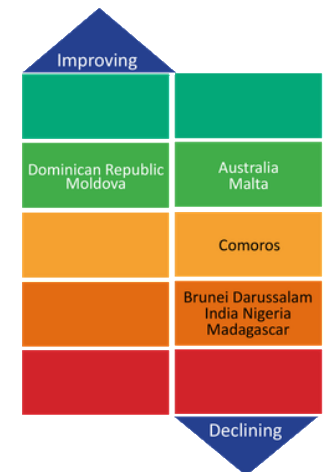 Improving
Dominican Republic
Moldova
Australia
Malta
Comoros
Brunei Darussalam
India Nigeria
Madagascar
Declining